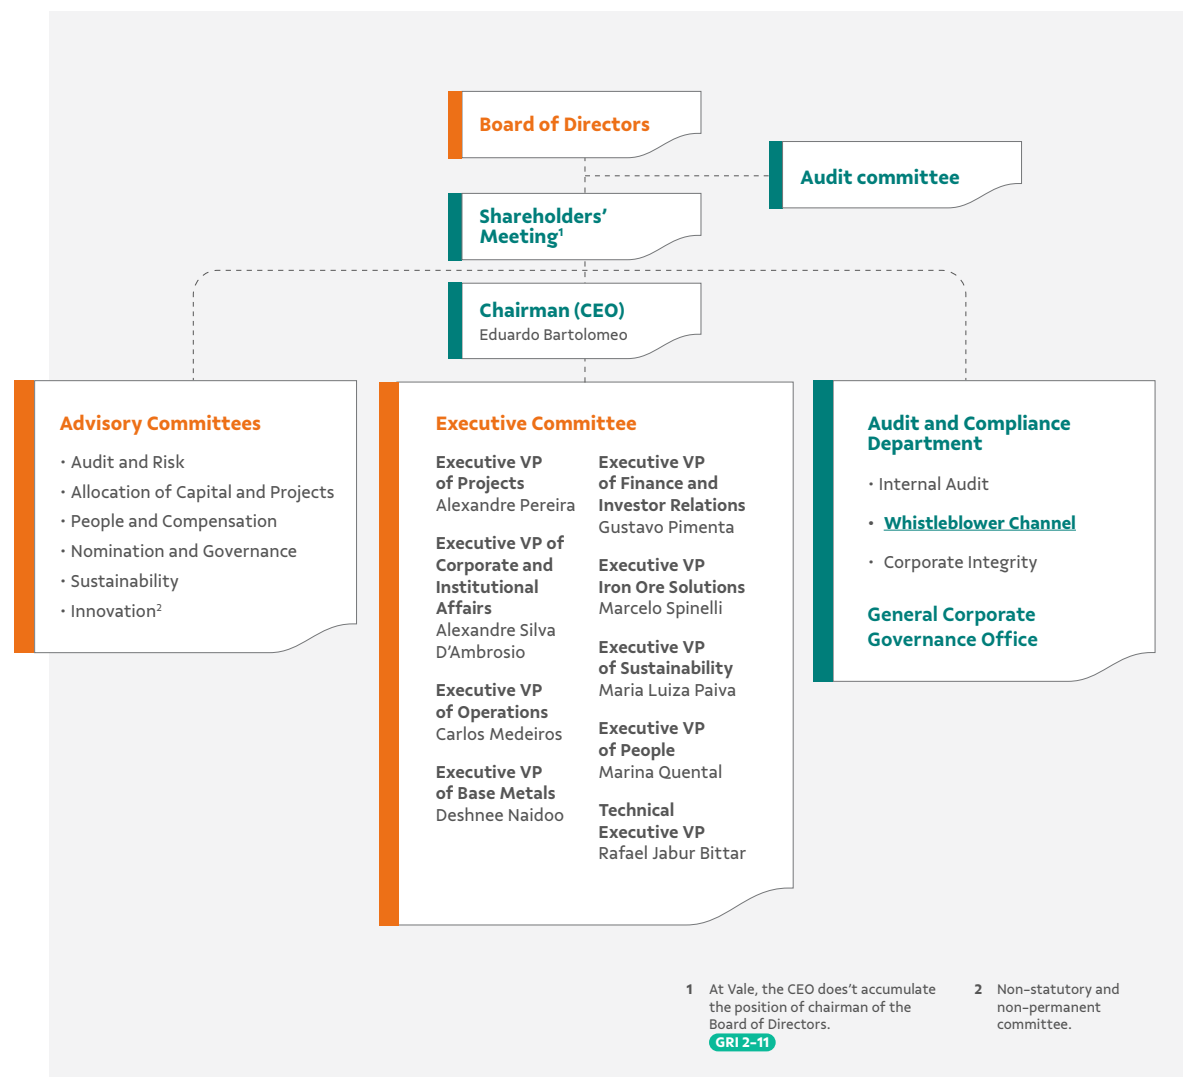 Board of Directors
Audit committee
Shareholders’
Meeting¹
Chairman (CEO)
Eduardo Bartolomeo
Advisory Committees
· Audit and Risk
· Allocation of Capital and Projects
· People and Compensation
· Nomination and Governance
· Sustainability
· Innovation²
Executive Committee
Executive VP
of Projects
Alexandre Pereira
Executive VP of
Corporate and
Institutional
Affairs
Alexandre Silva
D’Ambrosio
Executive VP
of Operations
Carlos Medeiros
Executive VP
of Base Metals
Deshnee Naidoo
Executive VP
of Finance and
Investor Relations
Gustavo Pimenta
Executive VP
Iron Ore Solutions
Marcelo Spinelli
Executive VP
of Sustainability
Maria Luiza Paiva
Executive VP
of People
Marina Quental
Technical
Executive VP
Rafael Jabur Bittar
Audit and Compliance
Department
· Internal Audit
· Whistleblower Channel
· Corporate Integrity
General Corporate
Governance Office
1 At Vale, the CEO does’t accumulate
the position of chairman of the
Board of Directors.
GRI 2-11
2 Non-statutory and
non-permanent
committee.